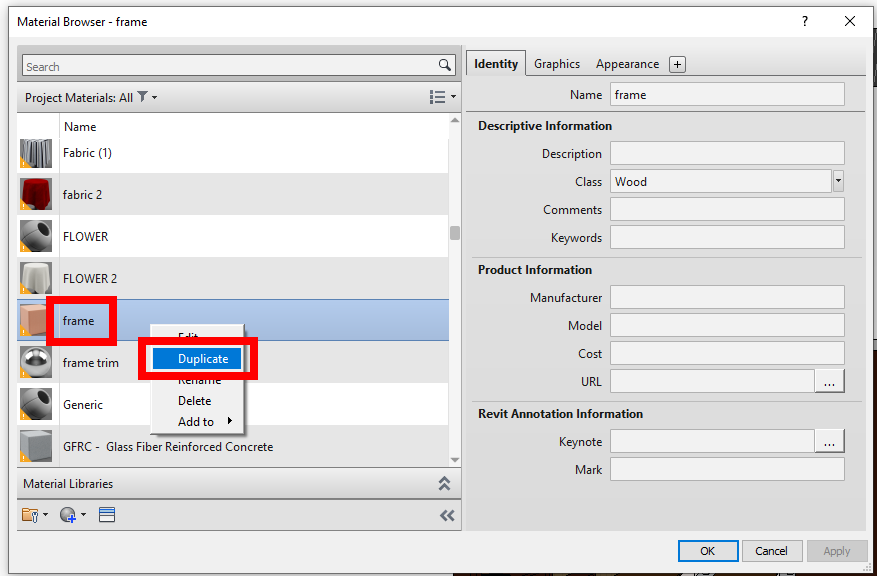 Material Browser - frame
?
Search
Project Materials: All
Name
Fabric (1)
fabric 2
FLOWER
FLOWER 2
frame
frame trim
Generic
GFRC - Glass Fiber Reinforced Concrete
Edit
Duplicate
Rename
Delete
Add to
Material Libraries
Identity
Graphics
Appearance
+
Name frame
Descriptive Information
Description
Class Wood
Comments
Keywords
Product Information
Manufacturer
Model
Cost
URL ...
Revit Annotation Information
Keynote ...
Mark
OK
Cancel
Apply